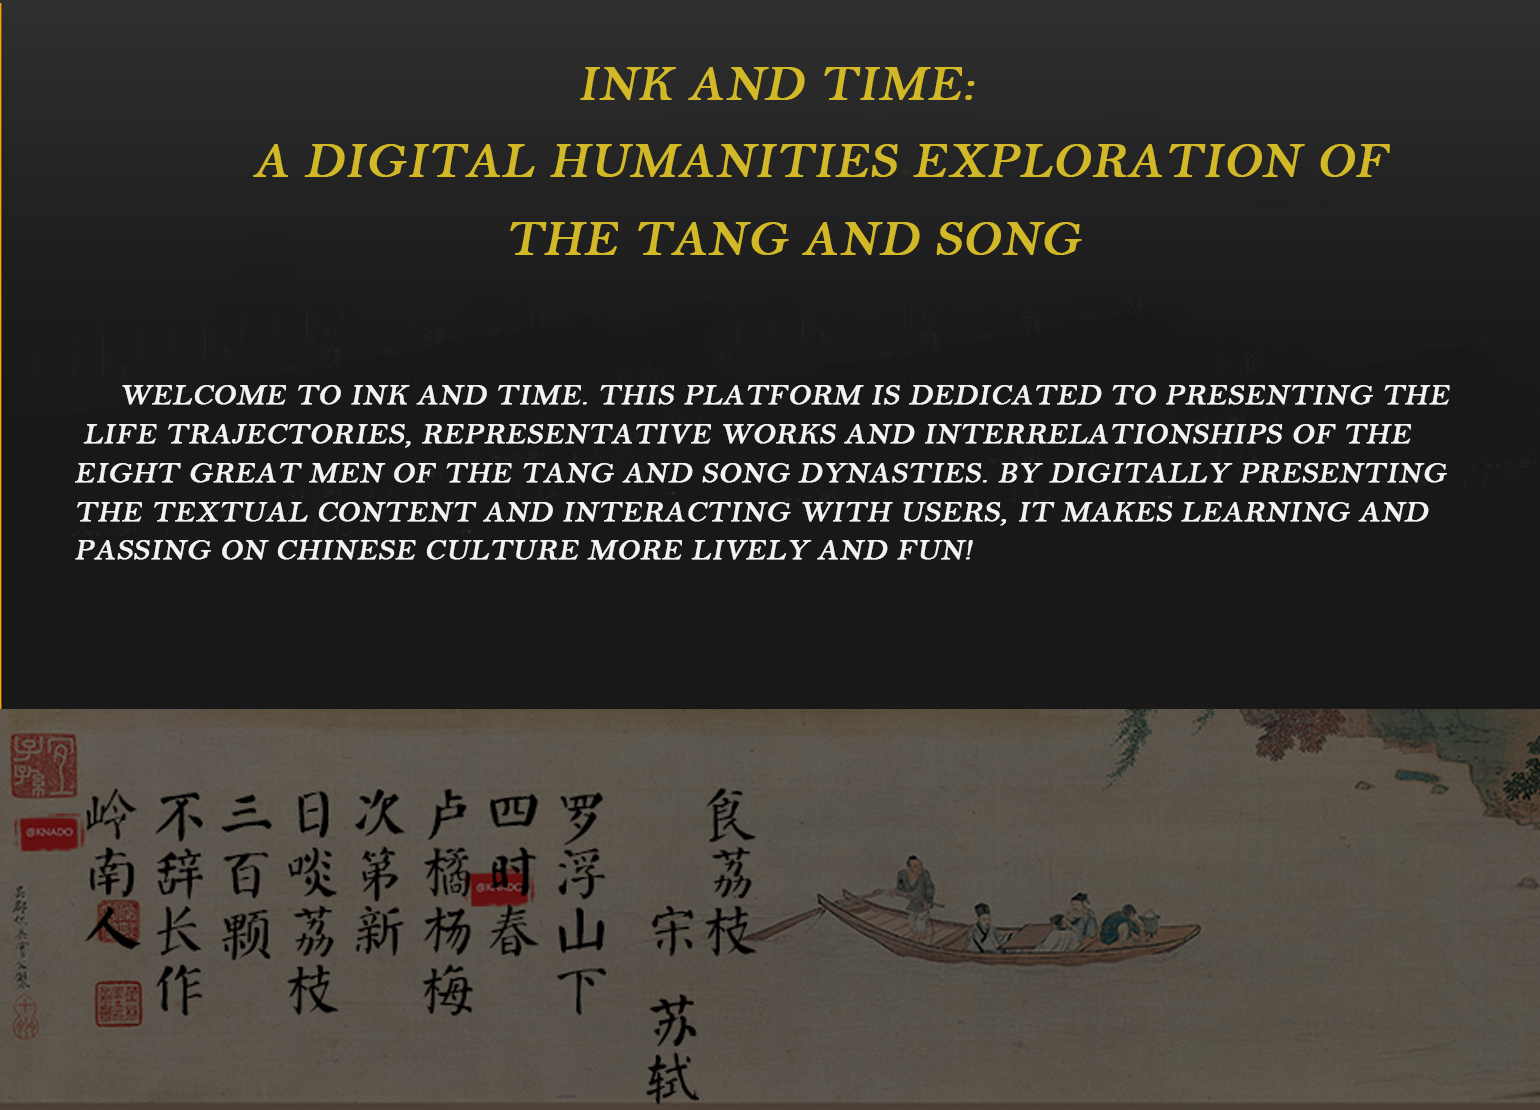 INK AND TIME:
A DIGITAL HUMANITIES EXPLORATION OF
THE TANG AND SONG
WELCOME TO INK AND TIME. THIS PLATFORM IS DEDICATED TO PRESENTING THE
LIFE TRAJECTORIES, REPRESENTATIVE WORKS AND INTERRELATIONSHIPS OF THE
EIGHT GREAT MEN OF THE TANG AND SONG DYNASTIES. BY DIGITALLY PRESENTING
THE TEXTUAL CONTENT AND INTERACTING WITH USERS, IT MAKES LEARNING AND
PASSING ON CHINESE CULTURE MORE LIVELY AND FUN!
食荔枝
宋 苏轼
罗浮山下
四时春
卢橘杨梅
次第新
日啖荔枝
三百颗
不辞长作
岭南人
@KNADO
@KNADO